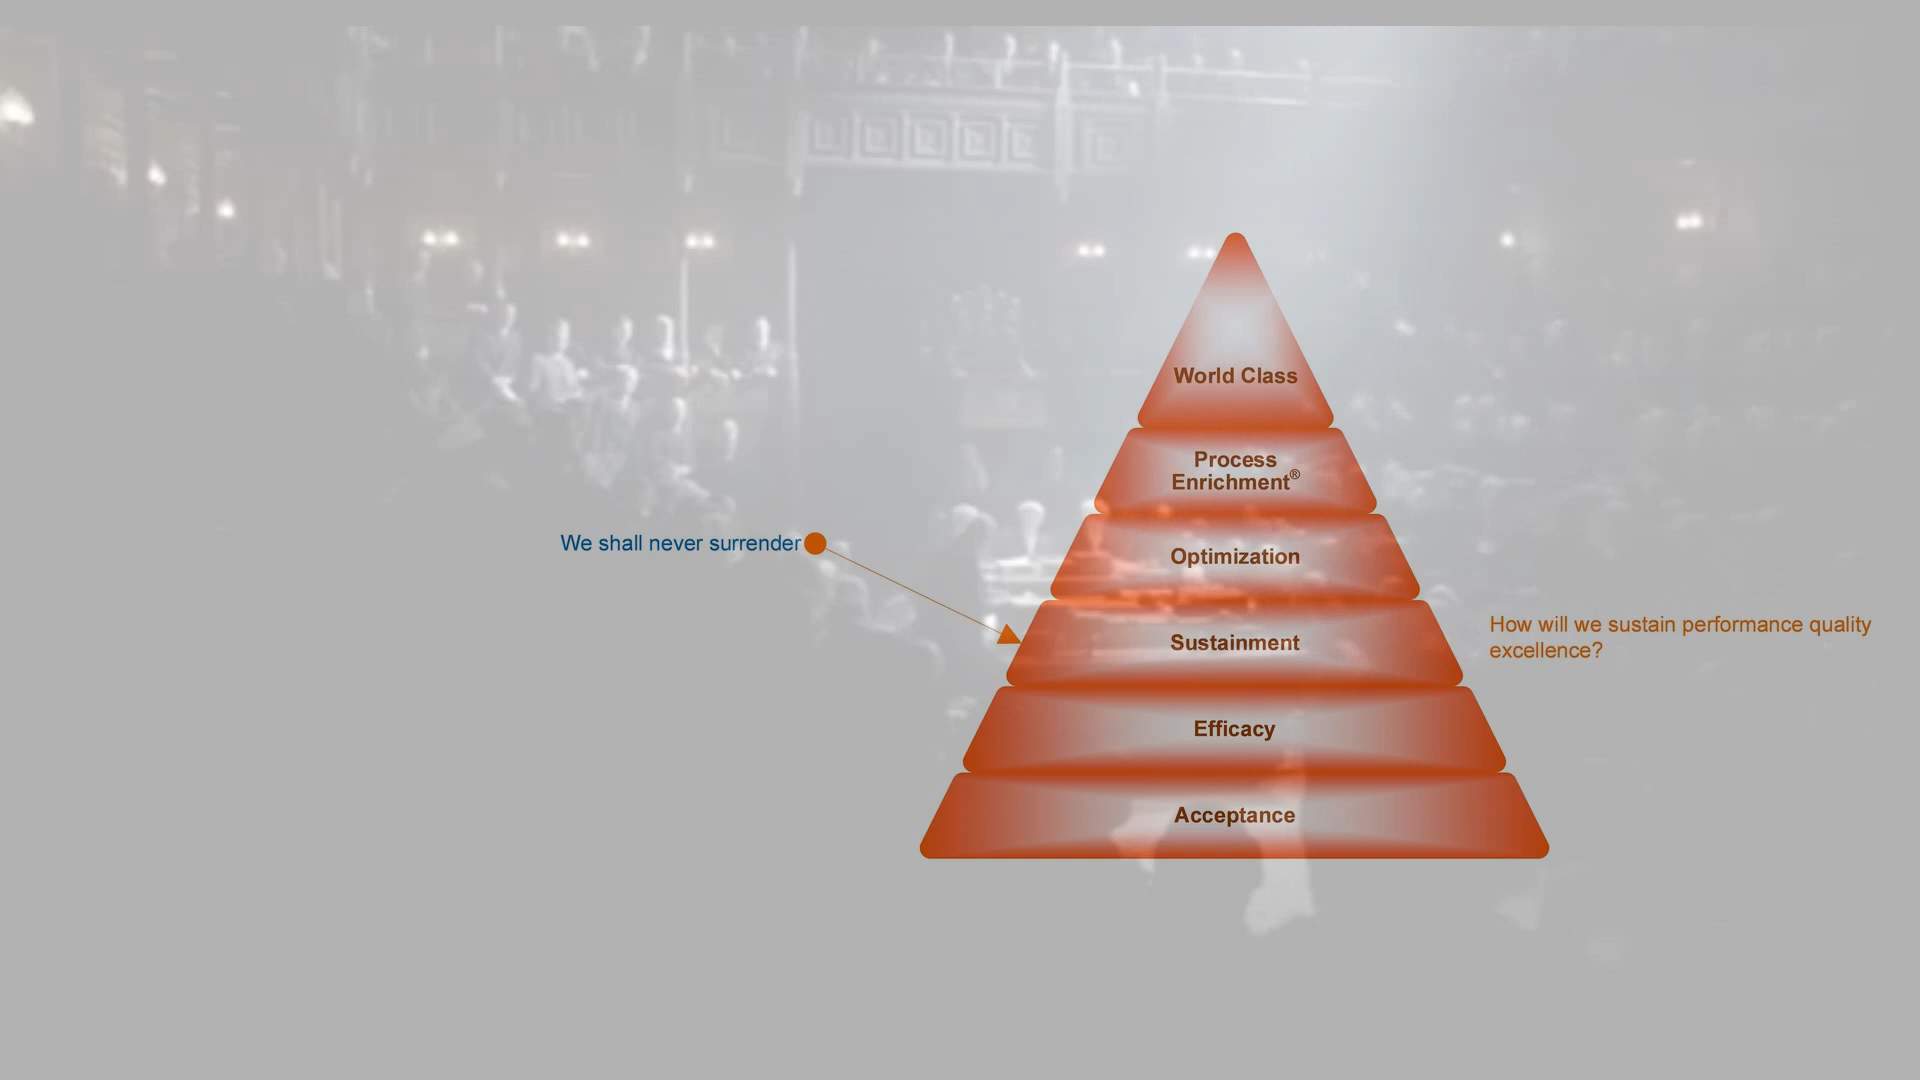 World Class
Process
Enrichment®
We shall never surrender
Optimization
Sustainment
How will we sustain performance quality
excellence?
Efficacy
Acceptance